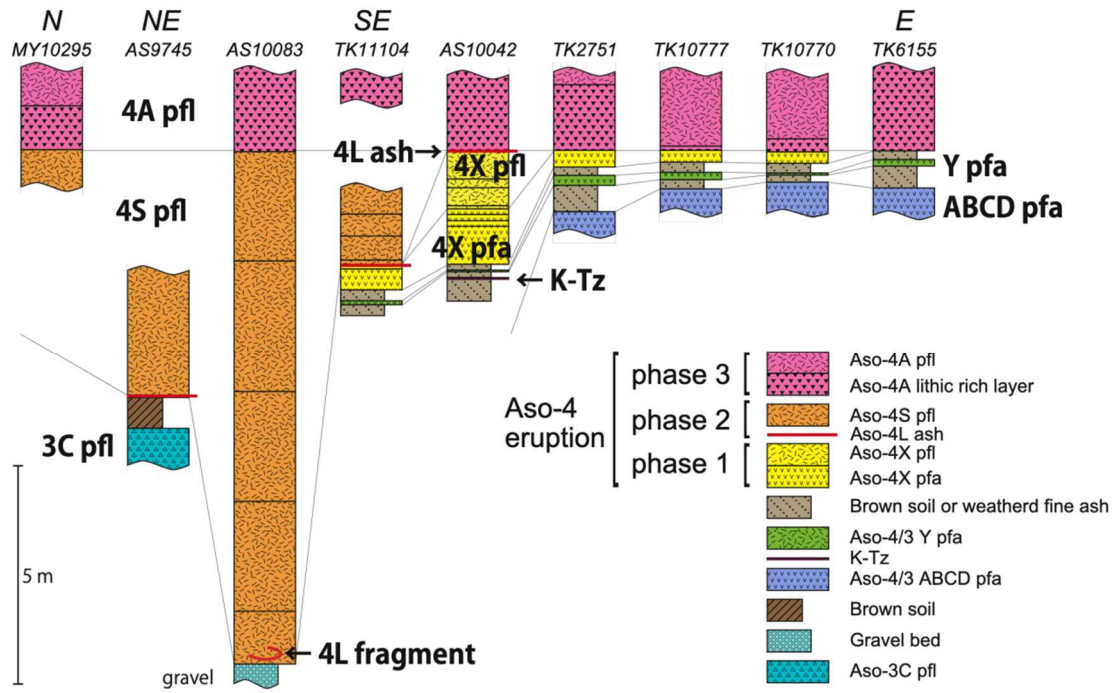 N NE SE E
MY10295 AS9745 AS10083 TK11104 AS10042 TK2751 TK10777 TK10770 TK6155
4A pfl
4L ash
4X pfl
Y pfa
4S pfl
ABCD pfa
4X pfa
K-Tz
3C pfl
5 m
4L fragment
gravel
Aso-4
eruption
phase 3
phase 2
phase 1
Aso-4A pfl
Aso-4A lithic rich layer
Aso-4S pfl
Aso-4L ash
Aso-4X pfl
Aso-4X pfa
Brown soil or weatherd fine ash
Aso-4/3 Y pfa
K-Tz
Aso-4/3 ABCD pfa
Brown soil
Gravel bed
Aso-3C pfl